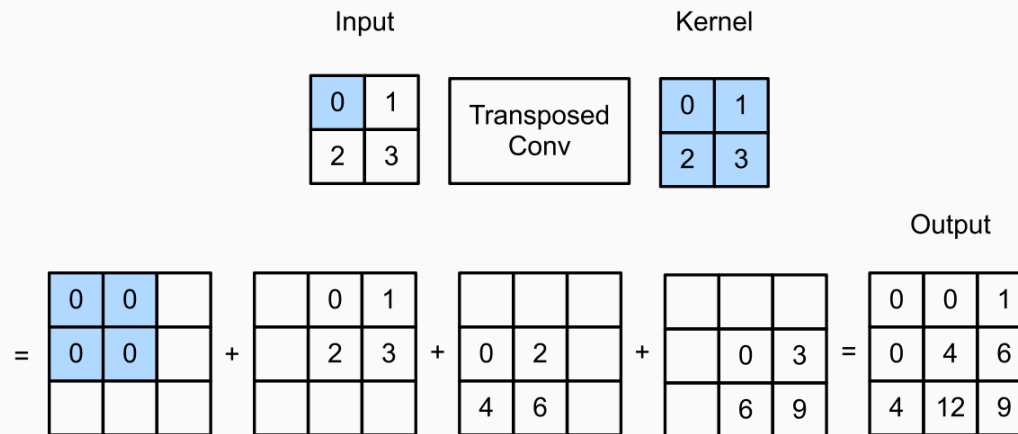 Input Kernel
0 1 Transposed Conv 0 1
2 3 2 3
Output
0 0 0 1 0 0 1
= 0 0 + 2 3 + 0 2 + 0 3 = 0 4 6
4 6 6 9 4 12 9